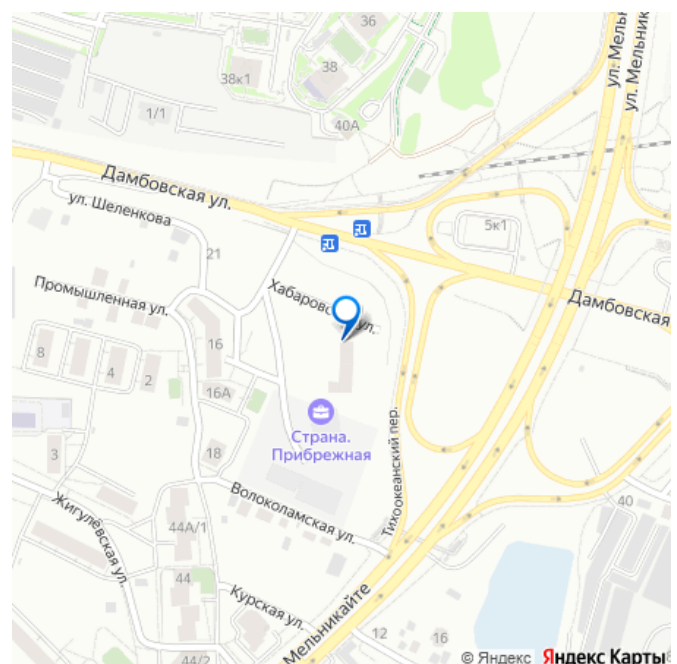 36
38
38к1
1/1
40А
ул. Мельни
ул. Мельник
Дамбовская ул.
ул. Шеленкова
5к1
21
Хабаровс
ул.
Промышленная ул.
Дамбовская
16
8
4
2
16А
Страна.
Прибрежная
Тихоокеанский пер.
3
18
Волоколамская ул.
40
Жигулёвская ул.
44А/1
44
Курская ул.
12
16
44/2
Мельникайте
© Яндекс Яндекс Карты